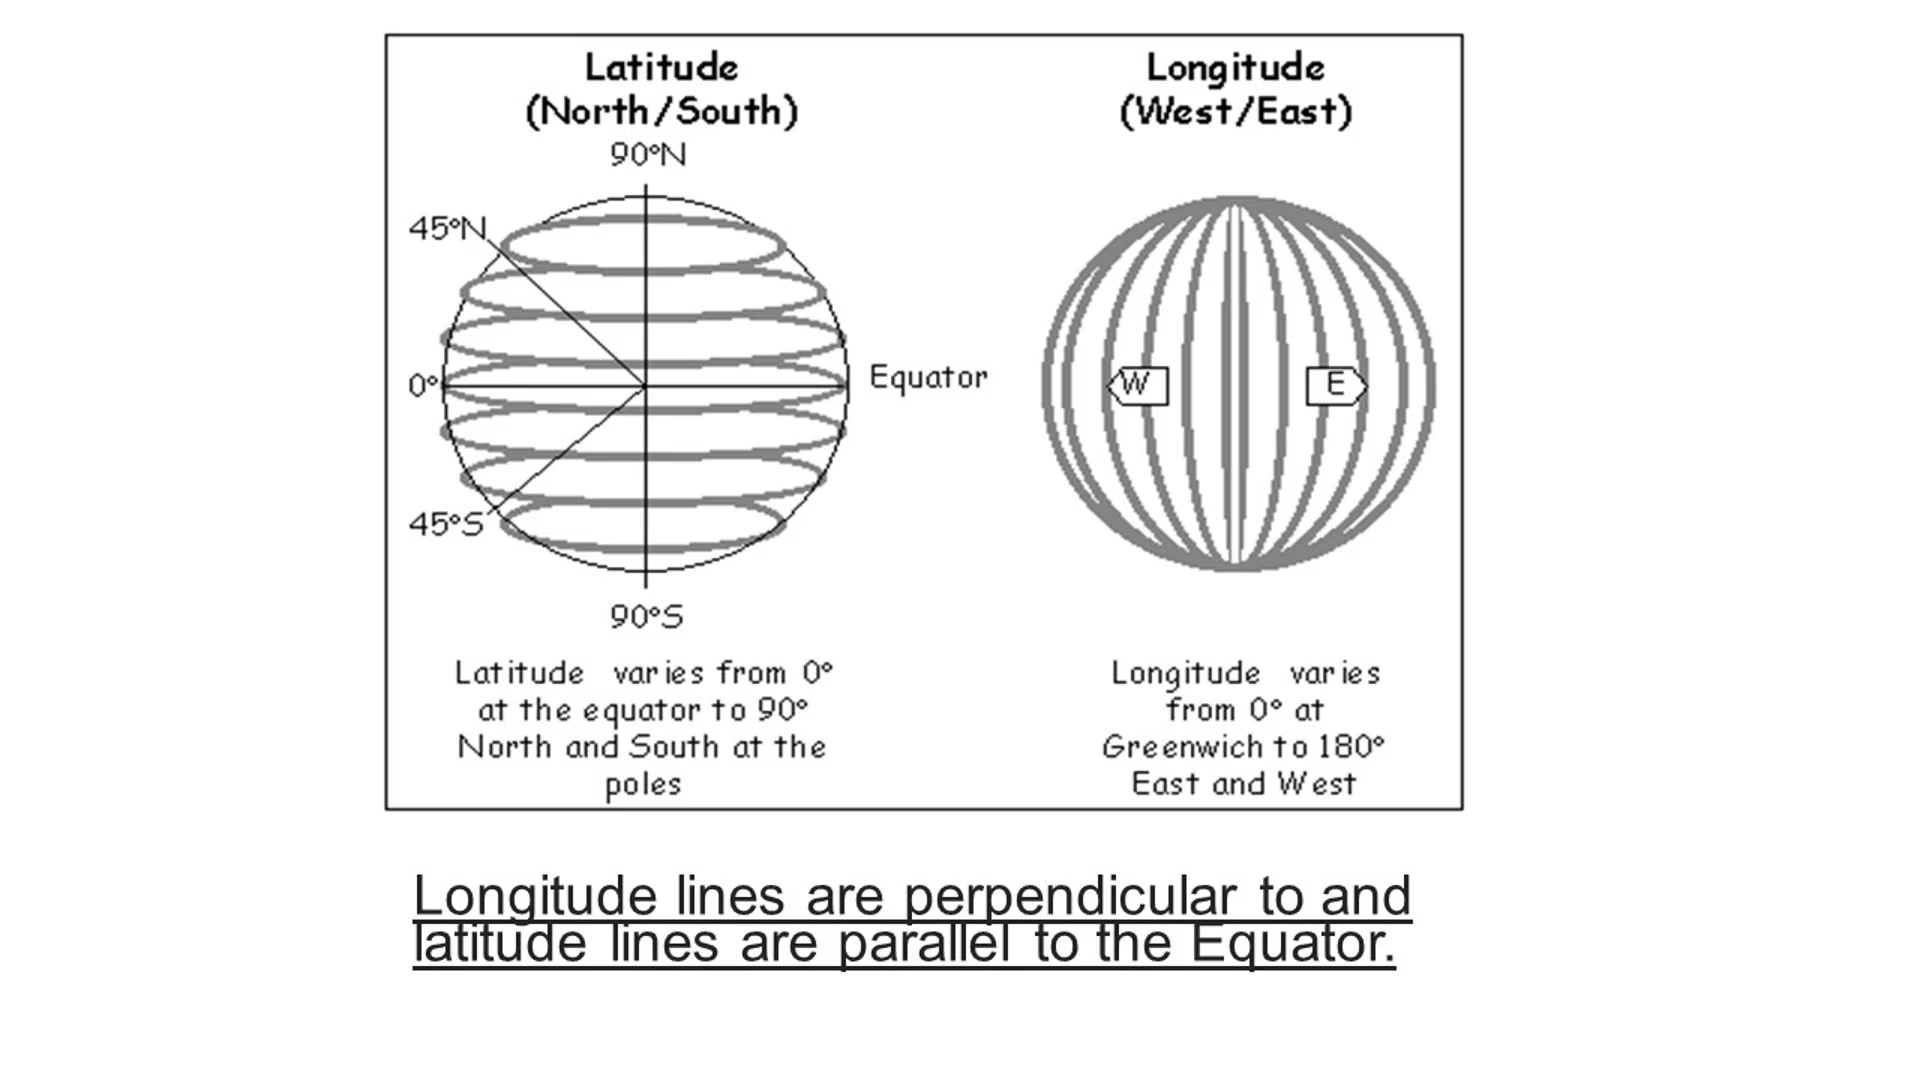 Latitude
(North/South)
90°N
45°N
0°
Equator
45°S
90°S
Latitude varies from 0°
at the equator to 90°
North and South at the
poles
Longitude
(West/East)
W
E
Longitude varies
from 0° at
Greenwich to 180°
East and West
Longitude lines are perpendicular to and
latitude lines are parallel to the Equator.